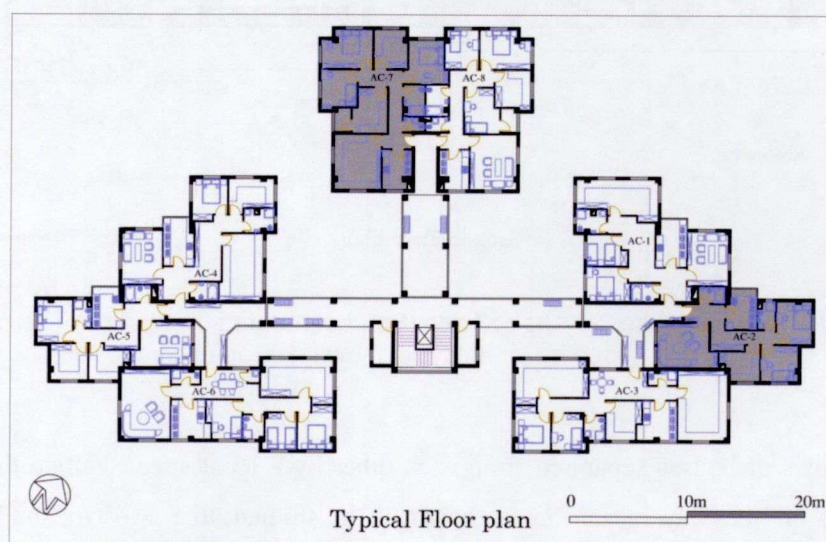 AC-7
AC-8
AC-4
AC-1
AC-5
AC-2
AC-6
AC-3
Typical Floor plan
0 10m 20m